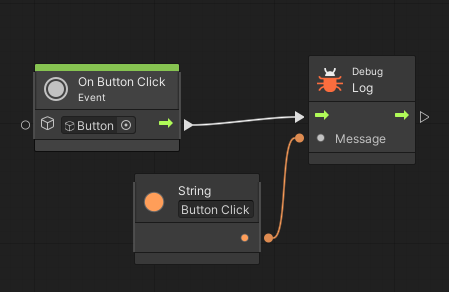 On Button Click
Event
Button
Debug
Log
Message
String
Button Click